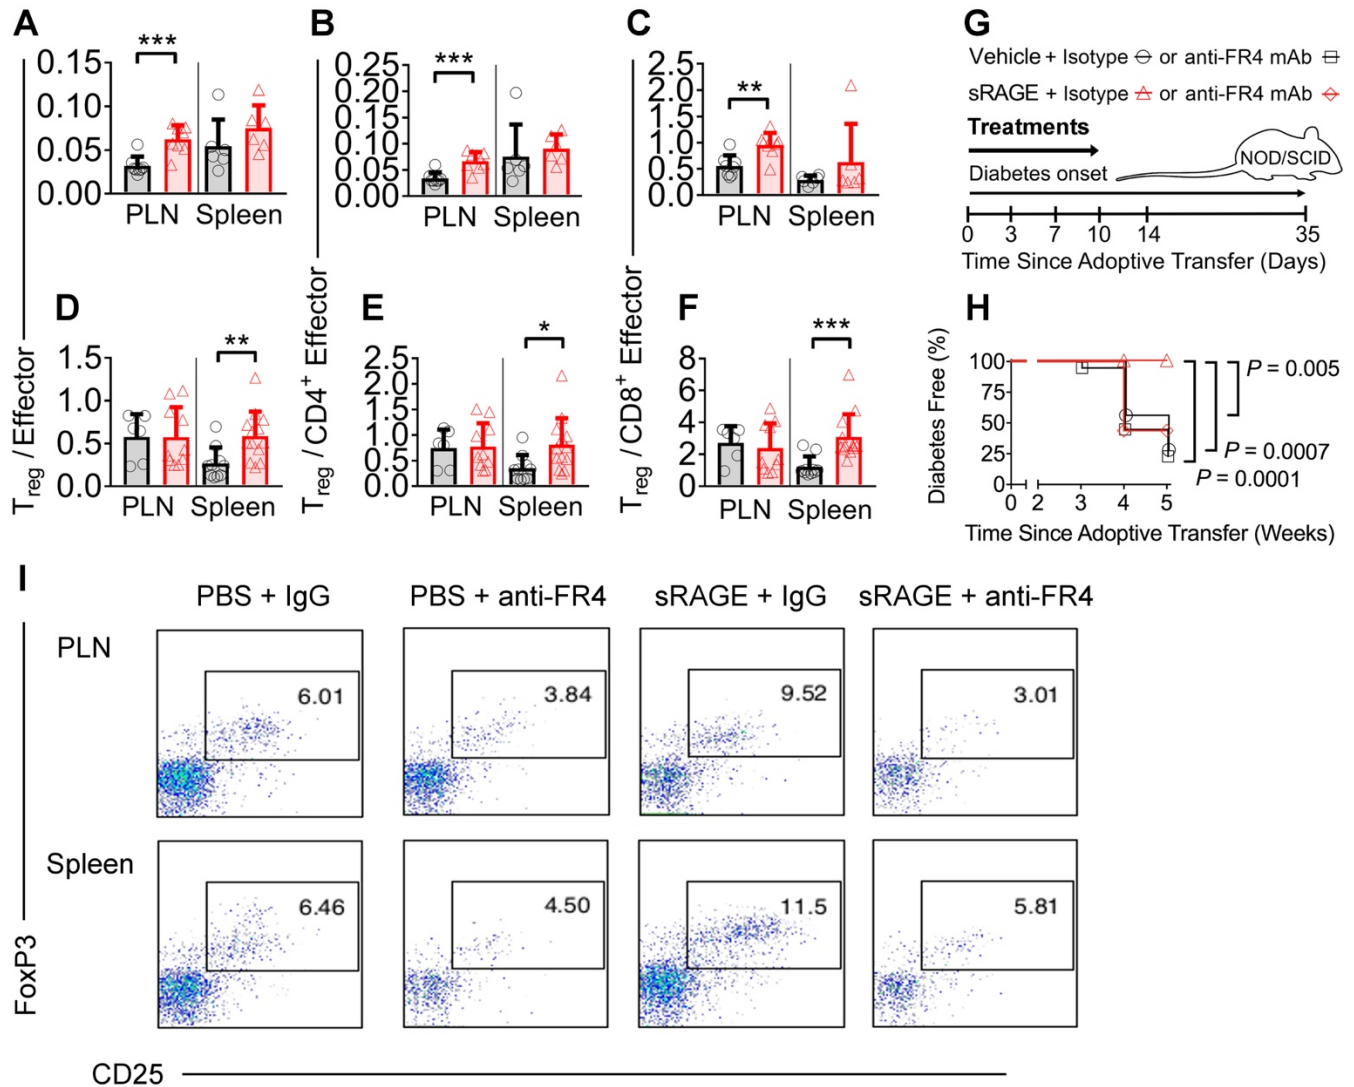 A
B
C
G
***
0.15
0.10
0.05
0.00
PLN Spleen
***
0.25
0.20
0.15
0.10
0.05
0.00
PLN Spleen
**
2.5
2.0
1.5
1.0
0.5
0.0
PLN Spleen
Vehicle + Isotype or anti-FR4 mAb
sRAGE + Isotype or anti-FR4 mAb
Treatments
Diabetes onset
NOD/SCID
0 3 7 10 14 35
Time Since Adoptive Transfer (Days)
Treg / Effector
Treg / CD4+ Effector
Treg / CD8+ Effector
D
E
F
H
**
1.5
1.0
0.5
0.0
PLN Spleen
*
2.5
2.0
1.5
1.0
0.5
0.0
PLN Spleen
***
8
6
4
2
0
PLN Spleen
Diabetes Free (%)
100
75
50
25
0
P = 0.005
P = 0.0007
P = 0.0001
0 2 3 4 5
Time Since Adoptive Transfer (Weeks)
I
PBS + IgG PBS + anti-FR4 sRAGE + IgG sRAGE + anti-FR4
PLN
6.01 3.84 9.52 3.01
Spleen
6.46 4.50 11.5 5.81
FoxP3
CD25